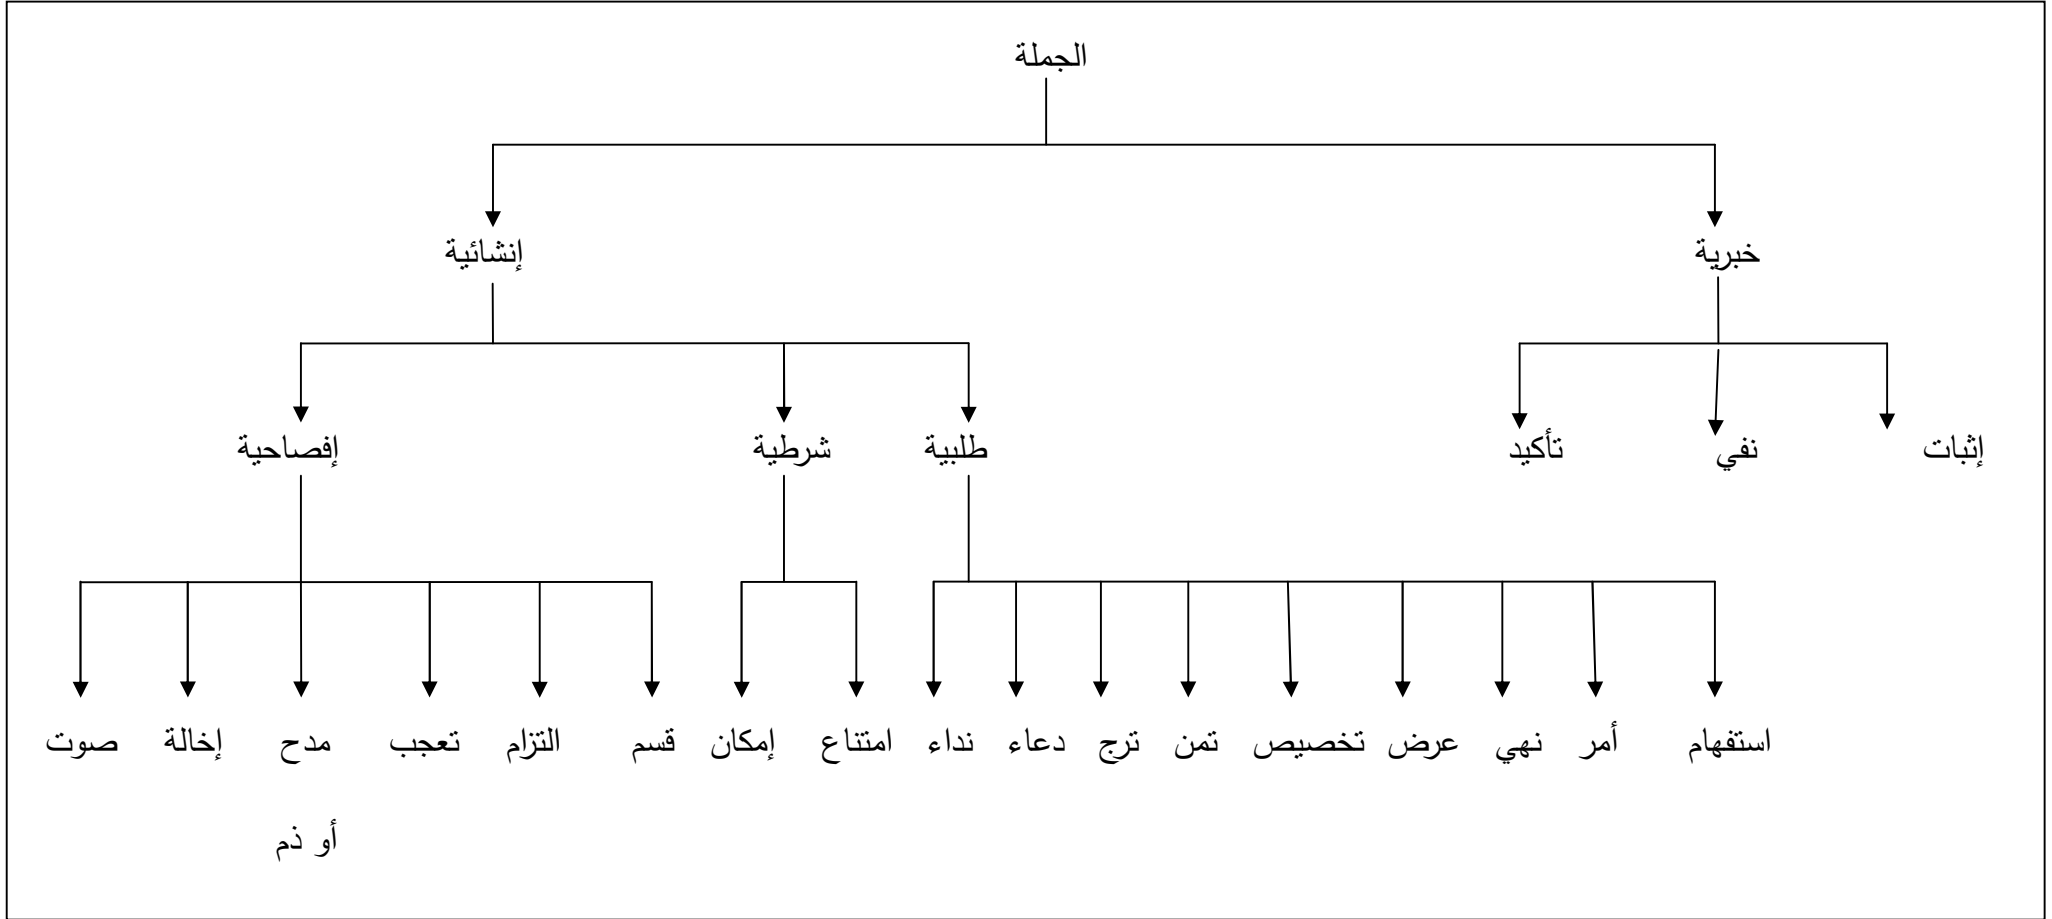 الجملة
خبرية إنشائية
إثبات نفي تأكيد طلبية شرطية إفصاحية
استفهام أمر نهي عرض تخصيص تمن ترج دعاء نداء امتناع إمكان قسم التزام تعجب مدح إخالة صوت
أو ذم